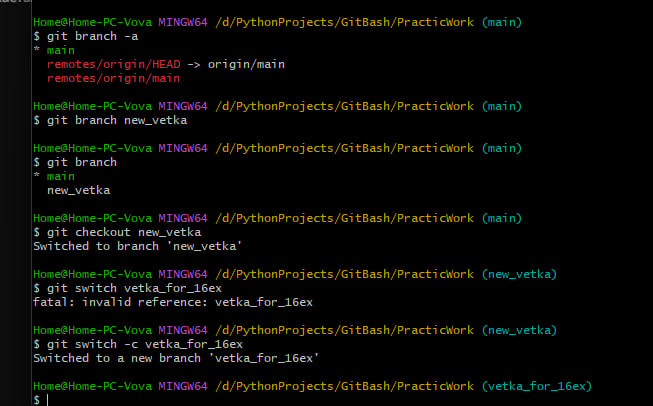 Home@Home-PC-Vova MINGW64 /d/PythonProjects/GitBash/PracticWork (main)
$ git branch -a
* main
  remotes/origin/HEAD -> origin/main
  remotes/origin/main
Home@Home-PC-Vova MINGW64 /d/PythonProjects/GitBash/PracticWork (main)
$ git branch new_vetka
Home@Home-PC-Vova MINGW64 /d/PythonProjects/GitBash/PracticWork (main)
$ git branch
* main
  new_vetka
Home@Home-PC-Vova MINGW64 /d/PythonProjects/GitBash/PracticWork (main)
$ git checkout new_vetka
Switched to branch 'new_vetka'
Home@Home-PC-Vova MINGW64 /d/PythonProjects/GitBash/PracticWork (new_vetka)
$ git switch vetka_for_16ex
fatal: invalid reference: vetka_for_16ex
Home@Home-PC-Vova MINGW64 /d/PythonProjects/GitBash/PracticWork (new_vetka)
$ git switch -c vetka_for_16ex
Switched to a new branch 'vetka_for_16ex'
Home@Home-PC-Vova MINGW64 /d/PythonProjects/GitBash/PracticWork (vetka_for_16ex)
$